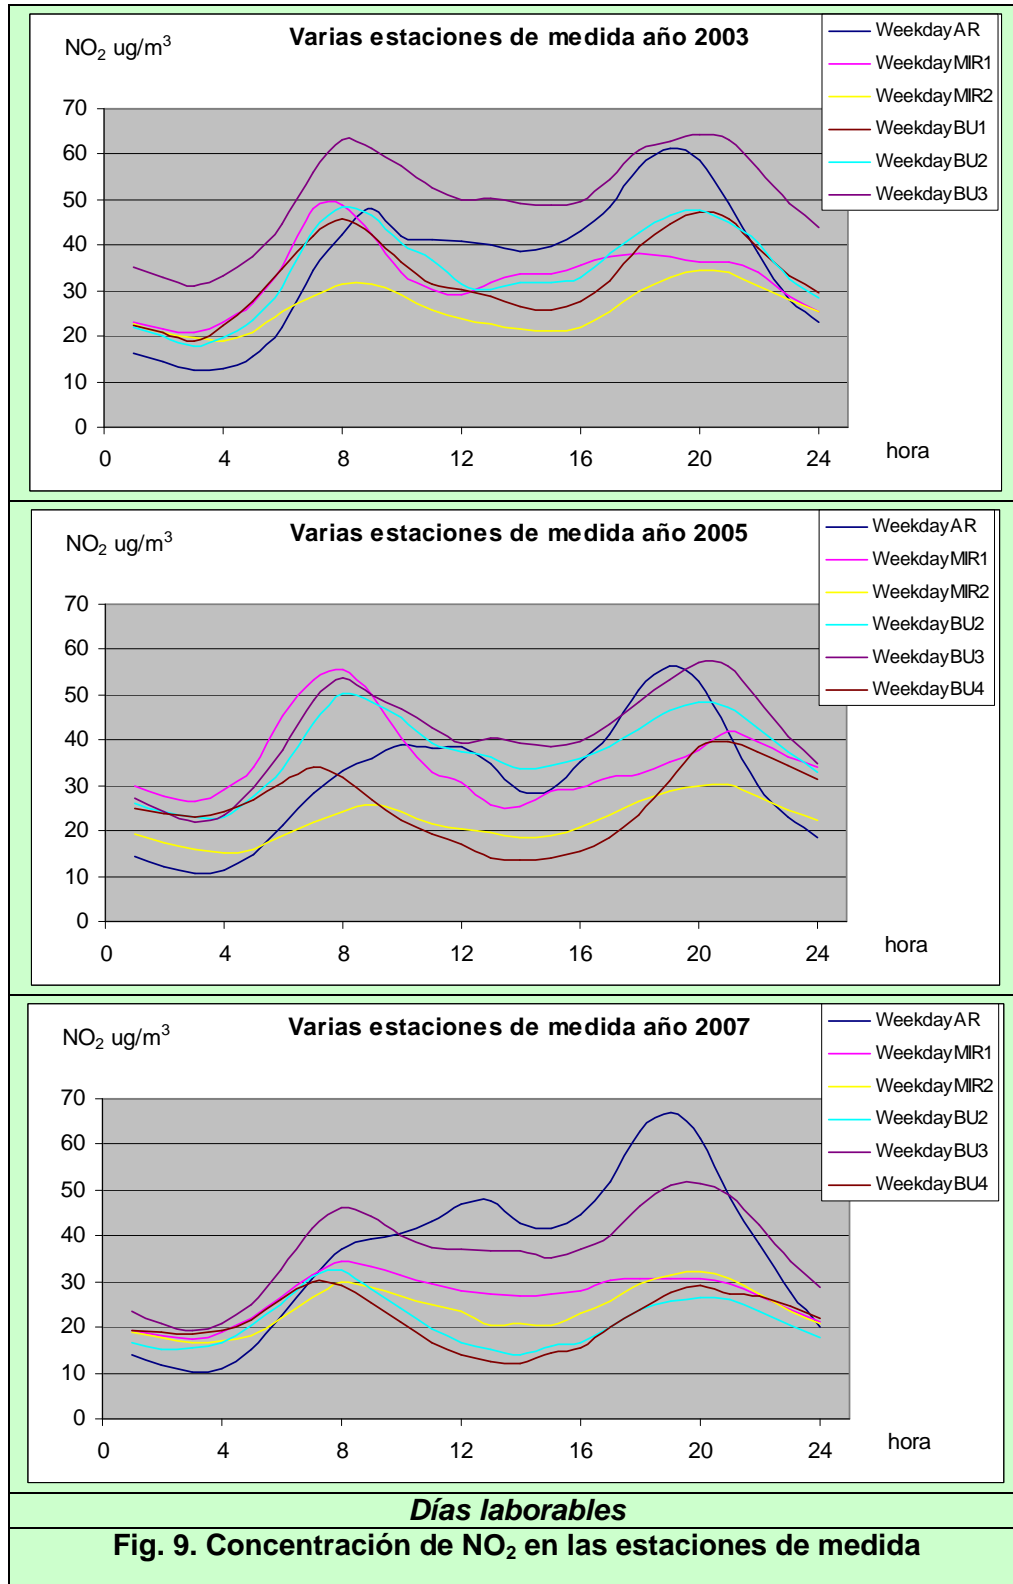 NO₂ ug/m³
Varias estaciones de medida año 2003
WeekdayAR
WeekdayMIR1
WeekdayMIR2
WeekdayBU1
WeekdayBU2
WeekdayBU3
70
60
50
40
30
20
10
0
0 4 8 12 16 20 24
hora
NO₂ ug/m³
Varias estaciones de medida año 2005
WeekdayAR
WeekdayMIR1
WeekdayMIR2
WeekdayBU2
WeekdayBU3
WeekdayBU4
70
60
50
40
30
20
10
0
0 4 8 12 16 20 24
hora
NO₂ ug/m³
Varias estaciones de medida año 2007
WeekdayAR
WeekdayMIR1
WeekdayMIR2
WeekdayBU2
WeekdayBU3
WeekdayBU4
70
60
50
40
30
20
10
0
0 4 8 12 16 20 24
hora
Días laborables
Fig. 9. Concentración de NO₂ en las estaciones de medida